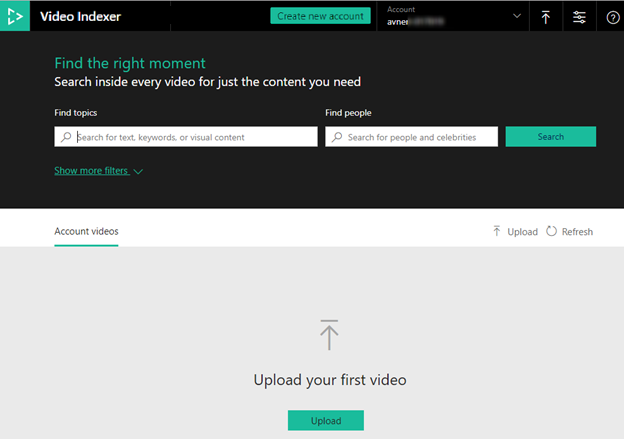 Video Indexer
Create new account
Account
avner
Find the right moment
Search inside every video for just the content you need
Find topics
Find people
Search for text, keywords, or visual content
Search for people and celebrities
Search
Show more filters
Account videos
Upload
Refresh
Upload your first video
Upload